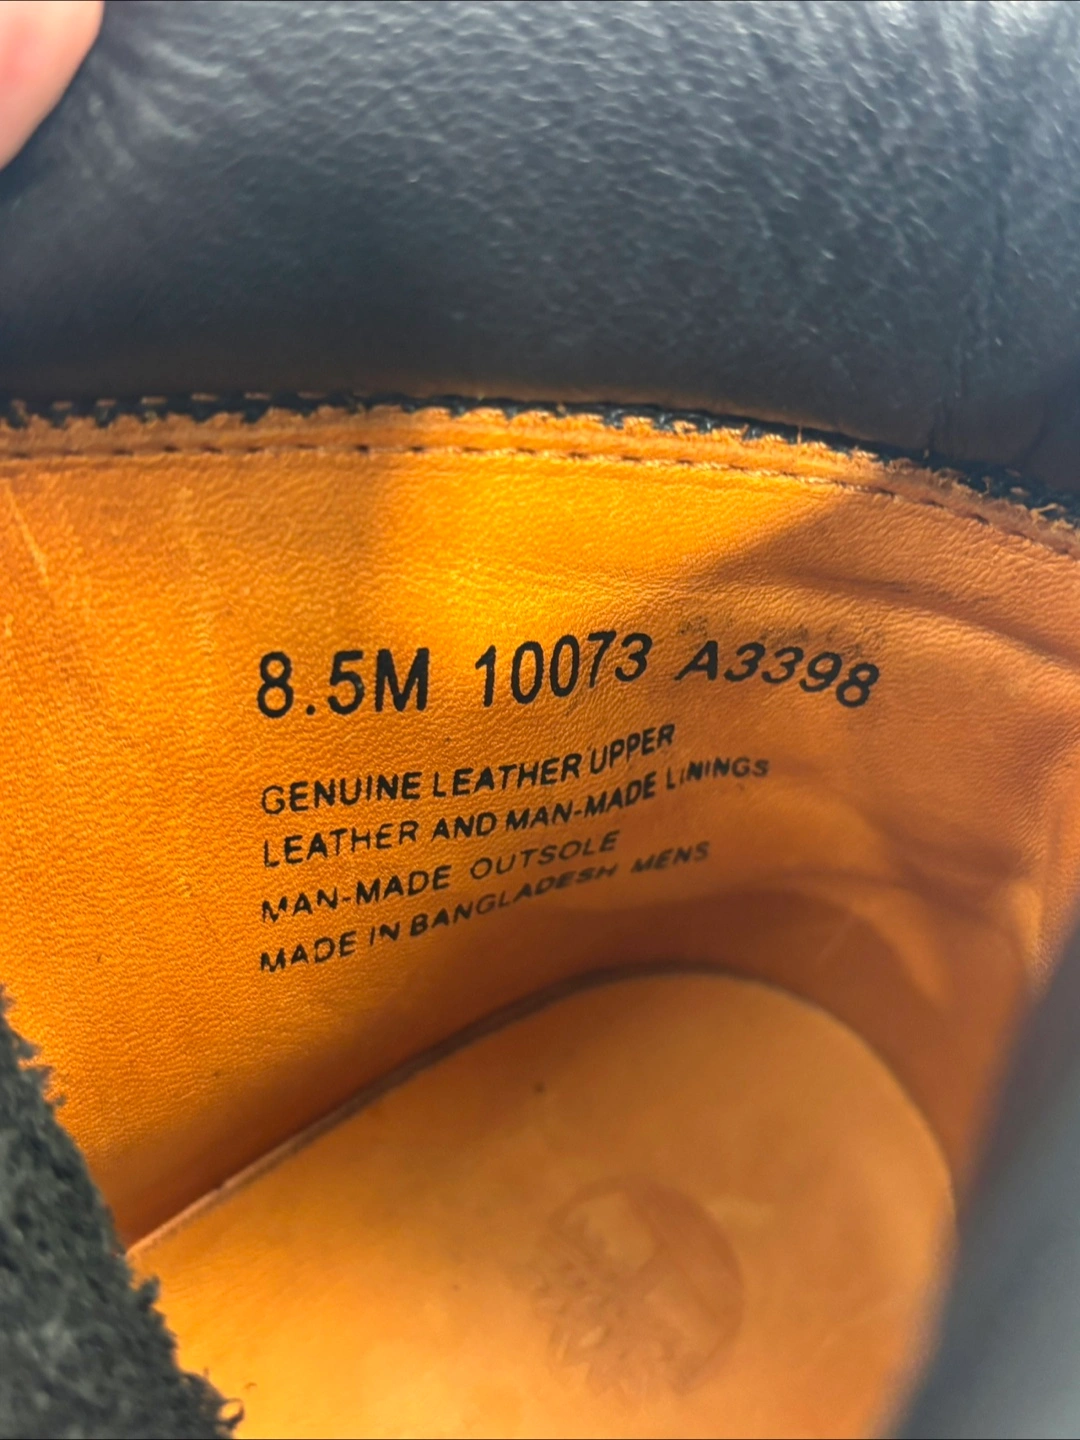 8.5M 10073 A3398
GENUINE LEATHER UPPER
LEATHER AND MAN-MADE LININGS
MAN-MADE OUTSOLE
MADE IN BANGLADESH MENS